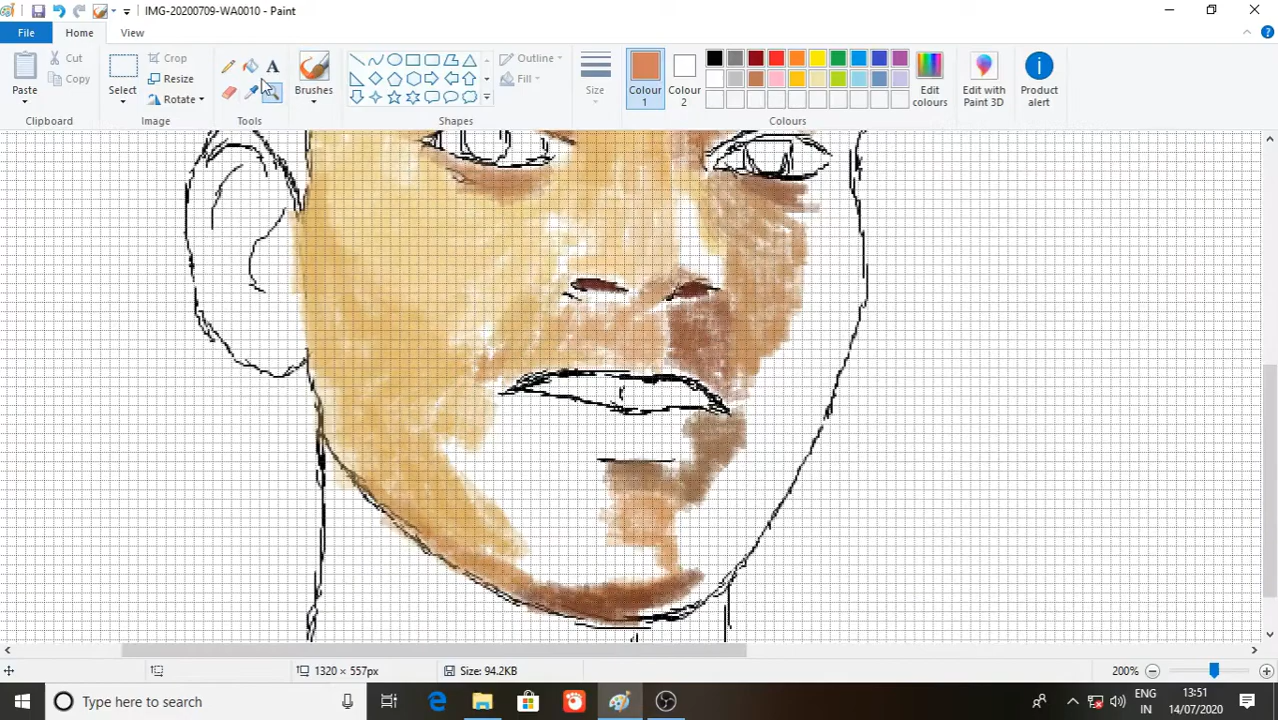 IMG-20200709-WA0010 - Paint
File
Home
View
Paste
Cut
Copy
Clipboard
Select
Crop
Resize
Rotate
Image
A
Tools
Brushes
Outline
Fill
Shapes
Size
Colour 1
Colour 2
Edit colours
Colours
Edit with Paint 3D
Product alert
1320 × 557px
Size: 94.2KB
200%
Type here to search
ENG
IN
13:51
14/07/2020